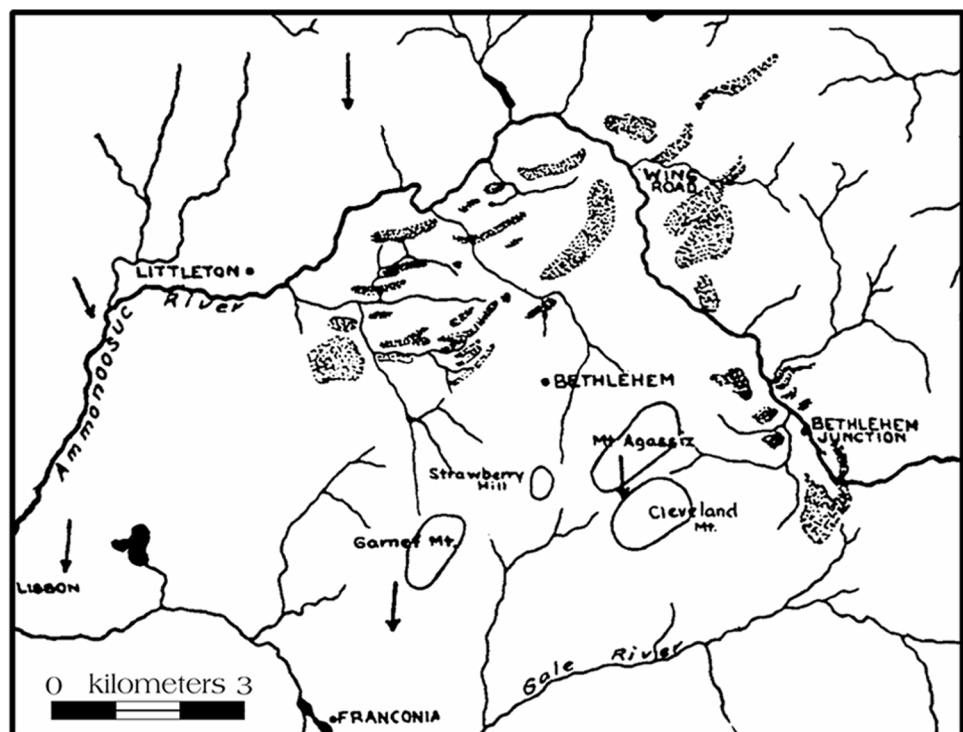 WING
ROAD
LITTLETON
River
Ammonoosuc
BETHLEHEM
BETHLEHEM
JUNCTION
Mt. Agassiz
Strawberry
Hill
Cleveland
Mt.
Garnet Mt.
LISBON
Gale River
0 kilometers 3
FRANCONIA